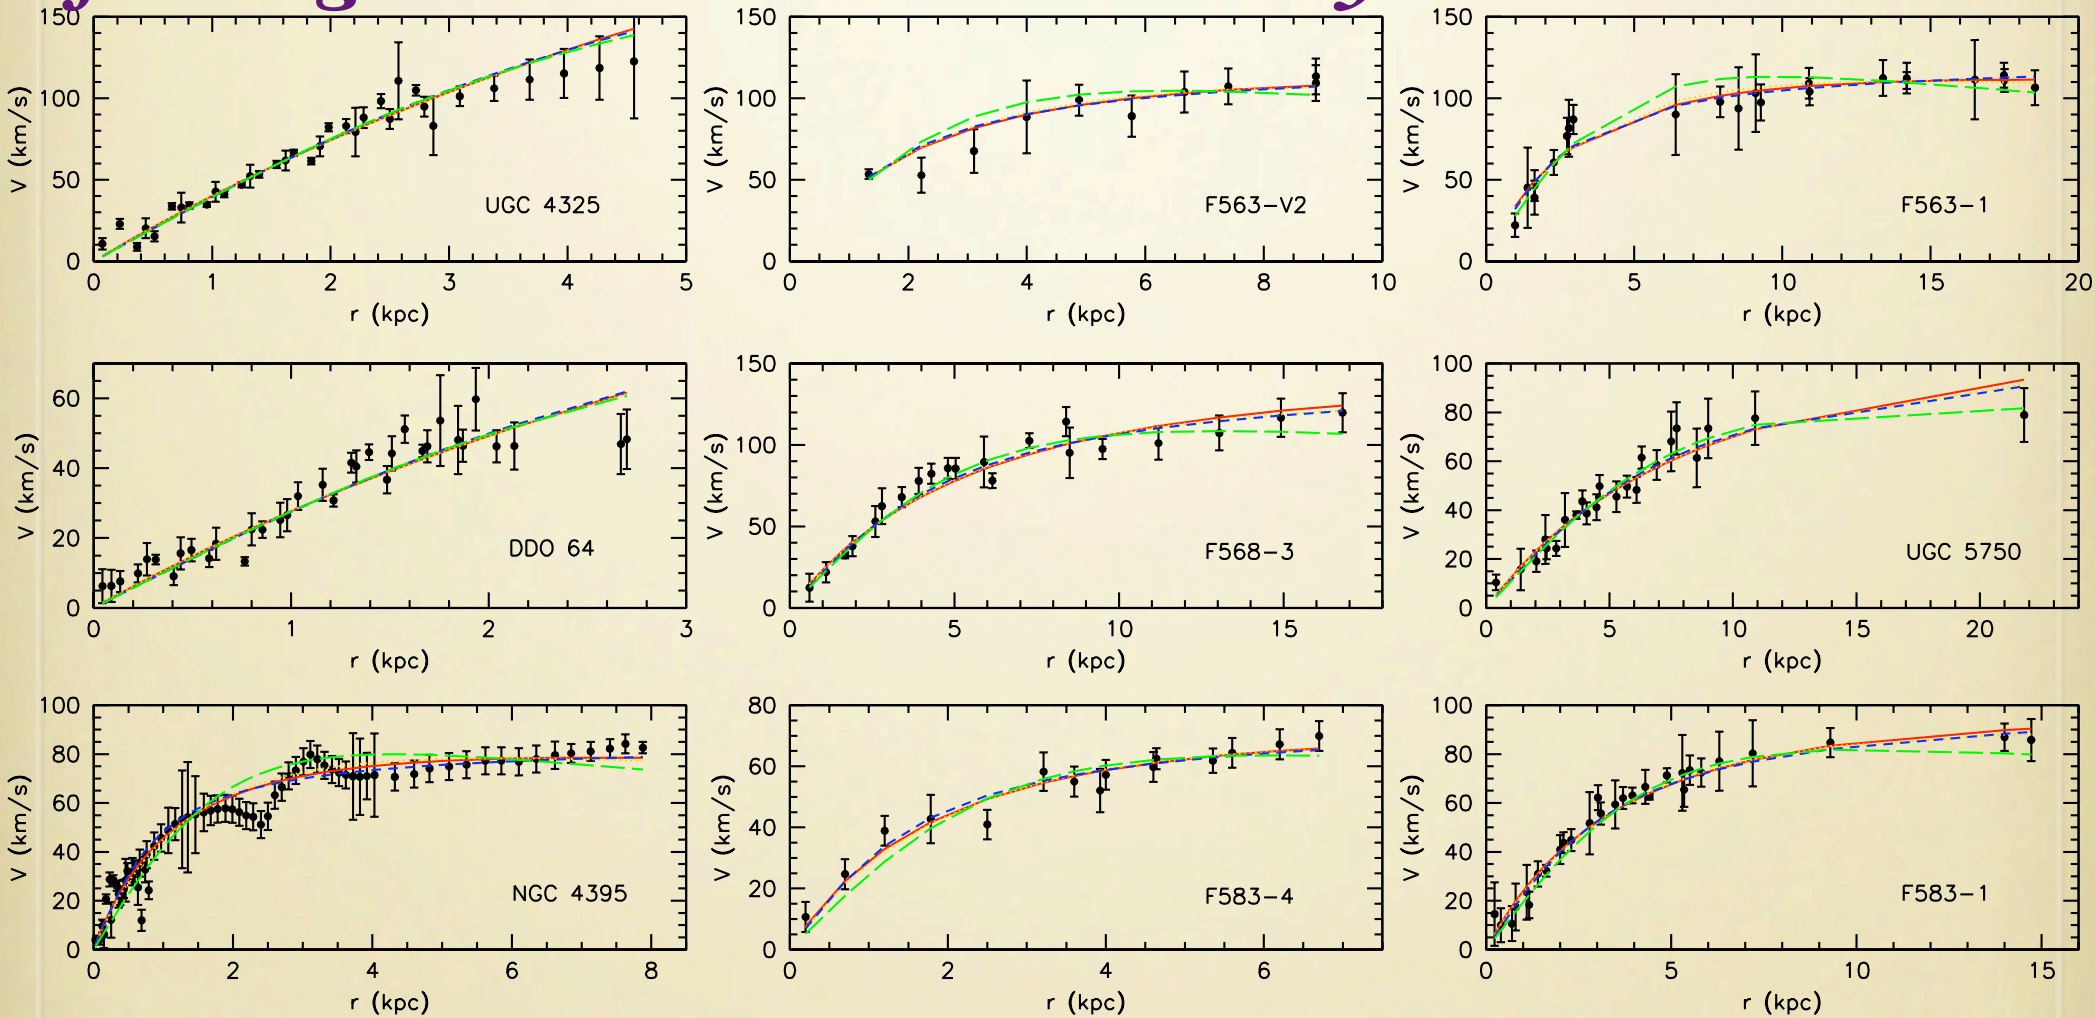 150
100
50
0
V (km/s)
UGC 4325
0 1 2 3 4 5
r (kpc)
150
100
50
0
V (km/s)
F563-V2
0 2 4 6 8 10
r (kpc)
150
100
50
0
V (km/s)
F563-1
0 5 10 15 20
r (kpc)
60
40
20
0
V (km/s)
DDO 64
0 1 2 3
r (kpc)
150
100
50
0
V (km/s)
F568-3
0 5 10 15
r (kpc)
100
80
60
40
20
0
V (km/s)
UGC 5750
0 5 10 15 20
r (kpc)
100
80
60
40
20
0
V (km/s)
NGC 4395
0 2 4 6 8
r (kpc)
80
60
40
20
0
V (km/s)
F583-4
0 2 4 6
r (kpc)
100
80
60
40
20
0
V (km/s)
F583-1
0 5 10 15
r (kpc)